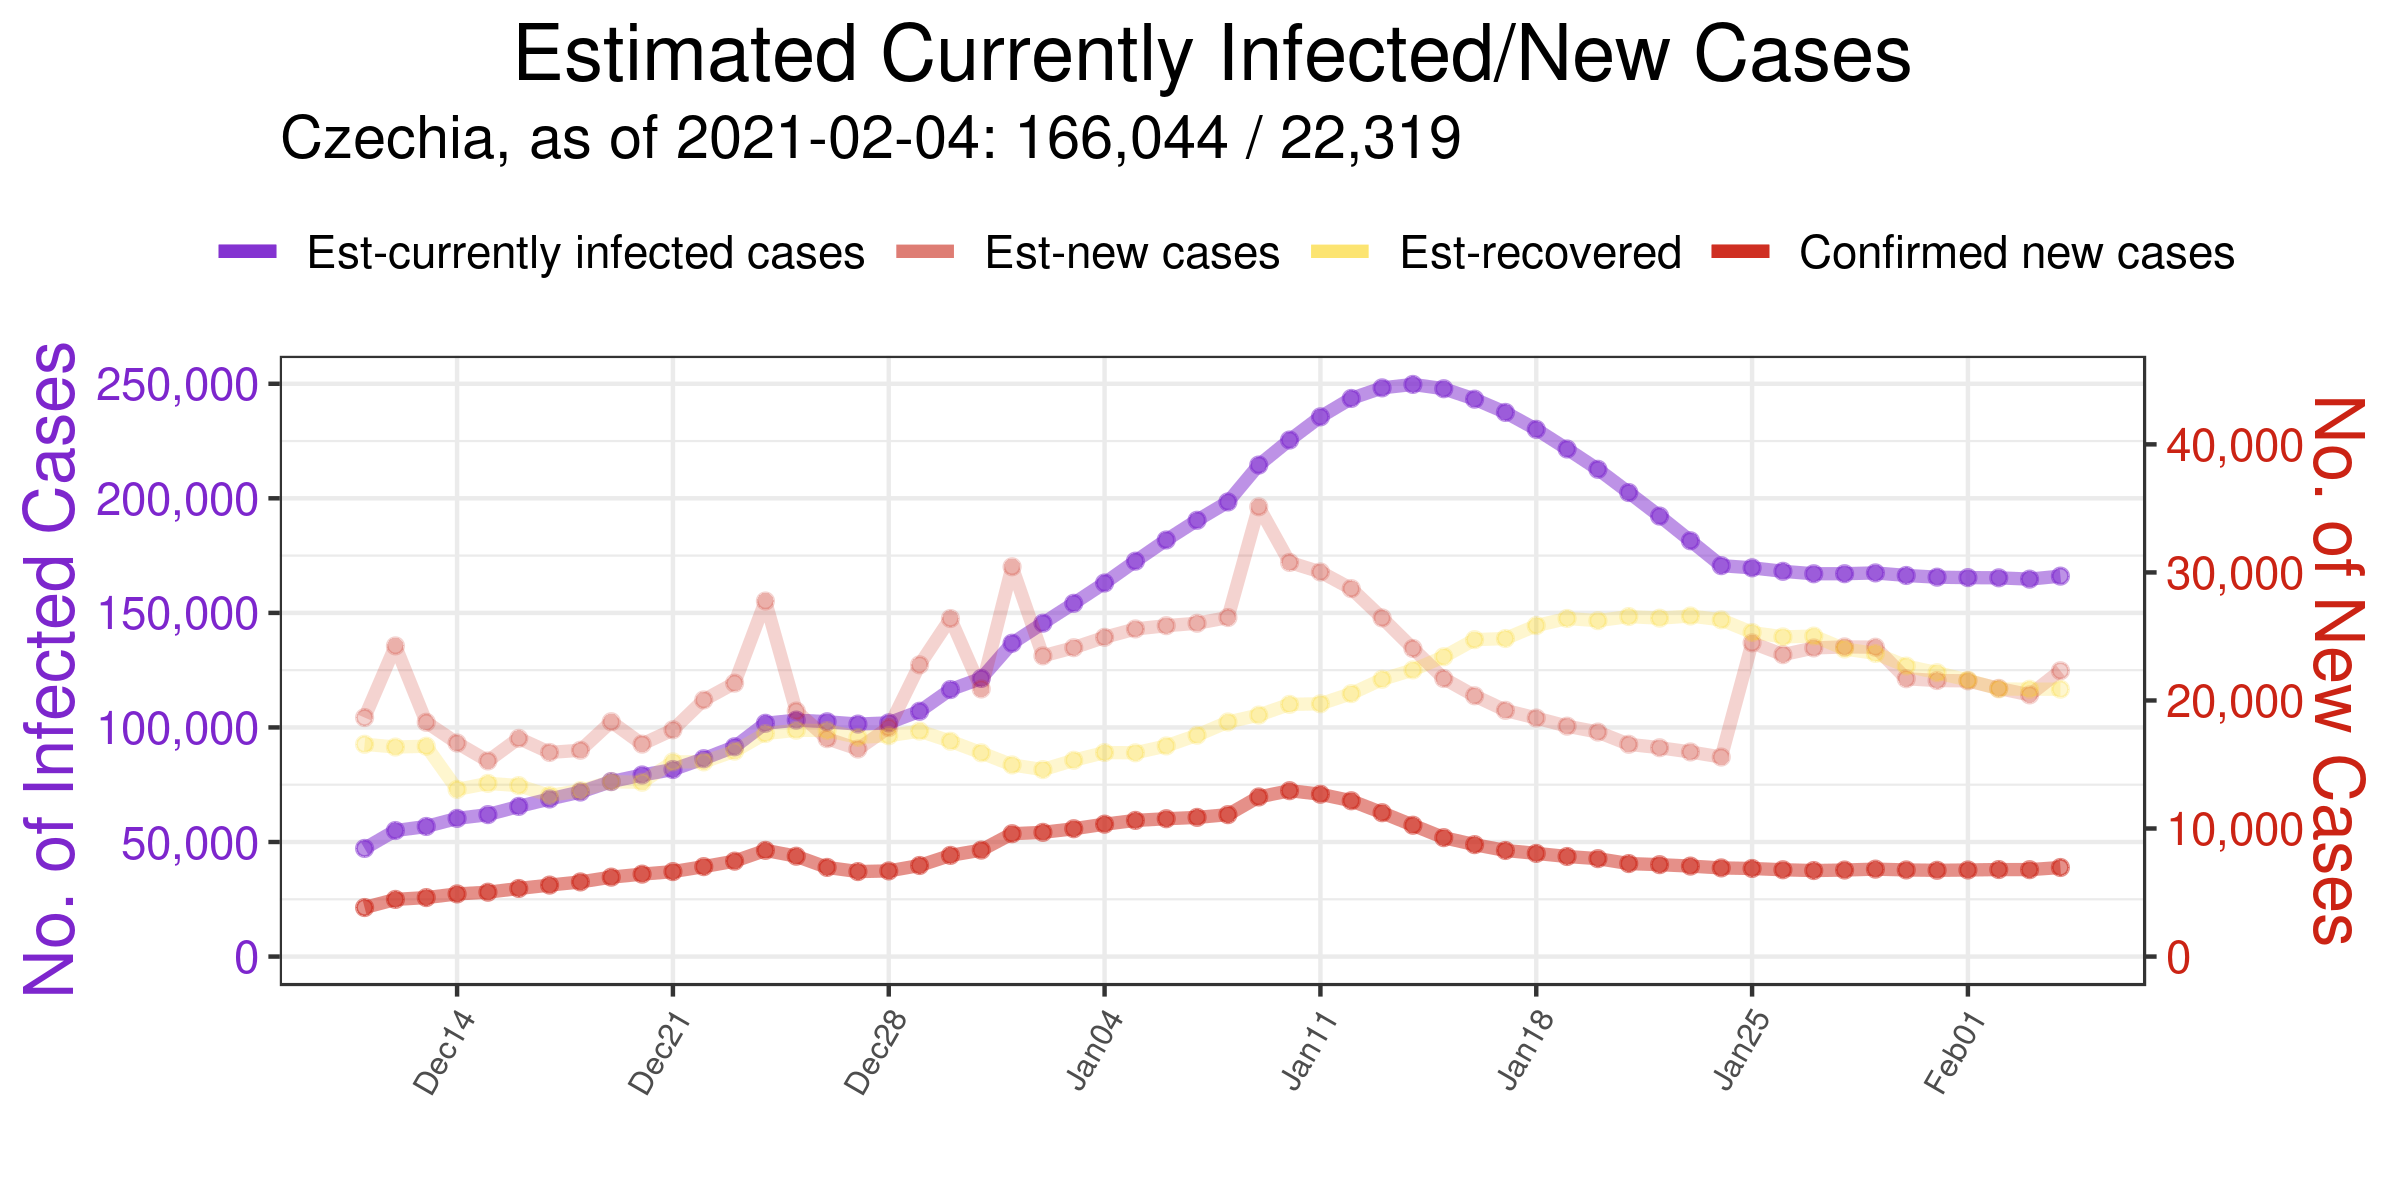 Estimated Currently Infected/New Cases
Czechia, as of 2021-02-04: 166,044 / 22,319
Est-currently infected cases Est-new cases Est-recovered Confirmed new cases
No. of Infected Cases
250,000
200,000
150,000
100,000
50,000
0
40,000
30,000
20,000
10,000
0
No. of New Cases
Dec14 Dec21 Dec28 Jan04 Jan11 Jan18 Jan25 Feb01